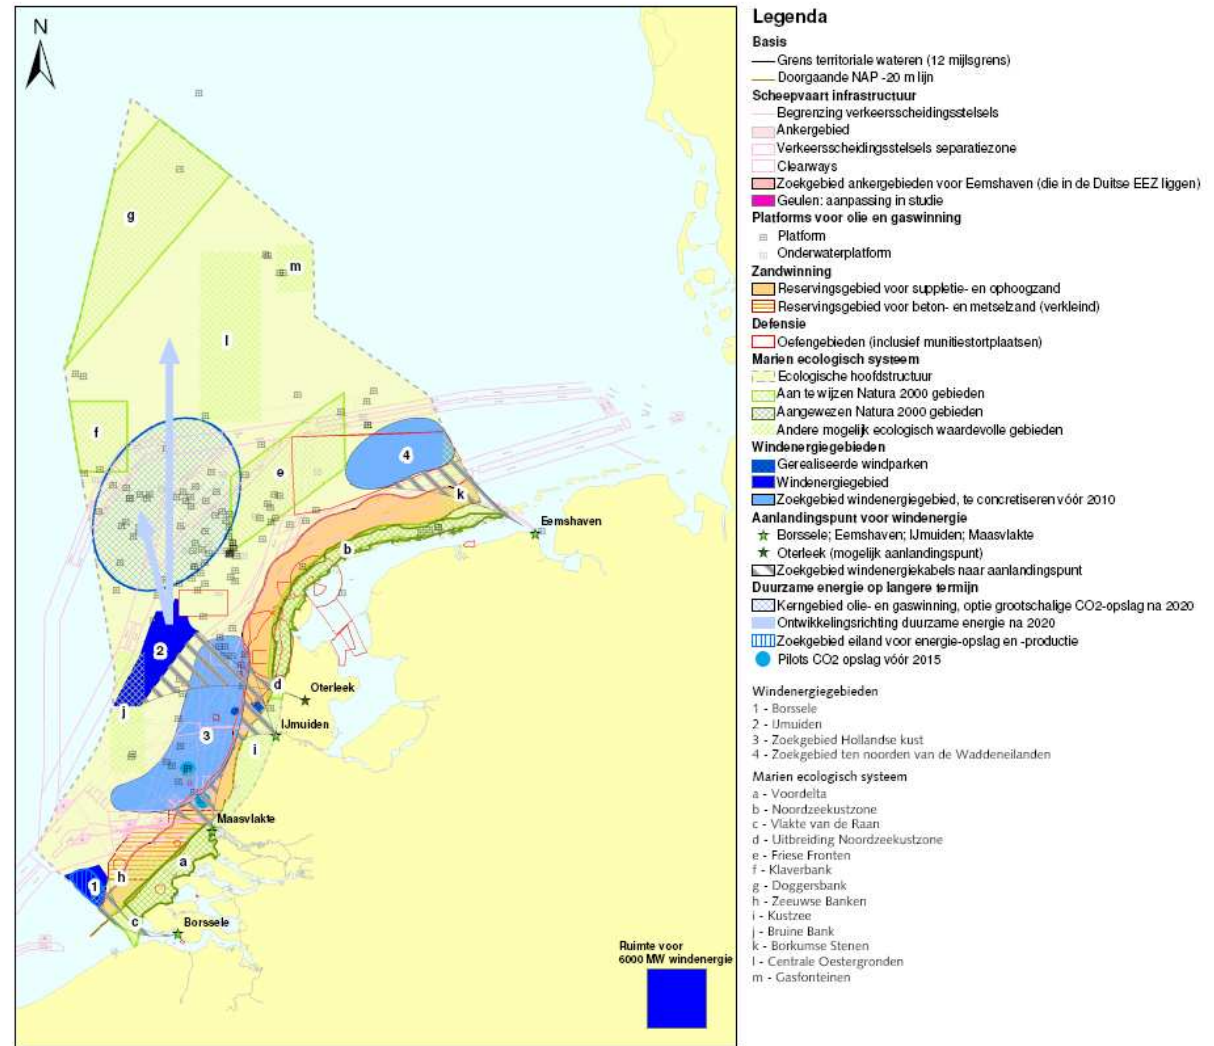 N
g
m
l
f
e
4
k
Eemshaven
b
2
d
Oterleek
j
IJmuiden
3
i
Maasvlakte
a
1
h
c
Borssele
Ruimte voor
6000 MW windenergie
Legenda
Basis
Grens territoriale wateren (12 mijlsgrens)
Doorgaande NAP -20 m lijn
Scheepvaart infrastructuur
Begrenzing verkeersscheidingsstelsels
Ankergebied
Verkeersscheidingsstelsels separatiezone
Clearways
Zoekgebied ankergebieden voor Eemshaven (die in de Duitse EEZ liggen)
Geulen: aanpassing in studie
Platforms voor olie en gaswinning
Platform
Onderwaterplatform
Zandwinning
Reserveringsgebied voor suppletie- en ophoogzand
Reserveringsgebied voor beton- en metselzand (verkleind)
Defensie
Oefengebieden (inclusief munitiestortplaatsen)
Marien ecologisch systeem
Ecologische hoofdstructuur
Aan te wijzen Natura 2000 gebieden
Aangewezen Natura 2000 gebieden
Andere mogelijk ecologisch waardevolle gebieden
Windenergiegebieden
Gerealiseerde windparken
Windenergiegebied
Zoekgebied windenergiegebied, te concretiseren vóór 2010
Aanlandingspunt voor windenergie
Borssele; Eemshaven; IJmuiden; Maasvlakte
Oterleek (mogelijk aanlandingspunt)
Zoekgebied windenergiekabels naar aanlandingspunt
Duurzame energie op langere termijn
Kerngebied olie- en gaswinning, optie grootschalige CO2-opslag na 2020
Ontwikkelingsrichting duurzame energie na 2020
Zoekgebied eiland voor energie-opslag en -productie
Pilots CO2 opslag vóór 2015
Windenergiegebieden
1 - Borssele
2 - IJmuiden
3 - Zoekgebied Hollandse kust
4 - Zoekgebied ten noorden van de Waddeneilanden
Marien ecologisch systeem
a - Voordelta
b - Noordzeekustzone
c - Vlakte van de Raan
d - Uitbreiding Noordzeekustzone
e - Friese Fronten
f - Klaverbank
g - Doggersbank
h - Zeeuwse Banken
i - Kustzee
j - Bruine Bank
k - Borkumse Stenen
l - Centrale Oestergronden
m - Gasfonteinen